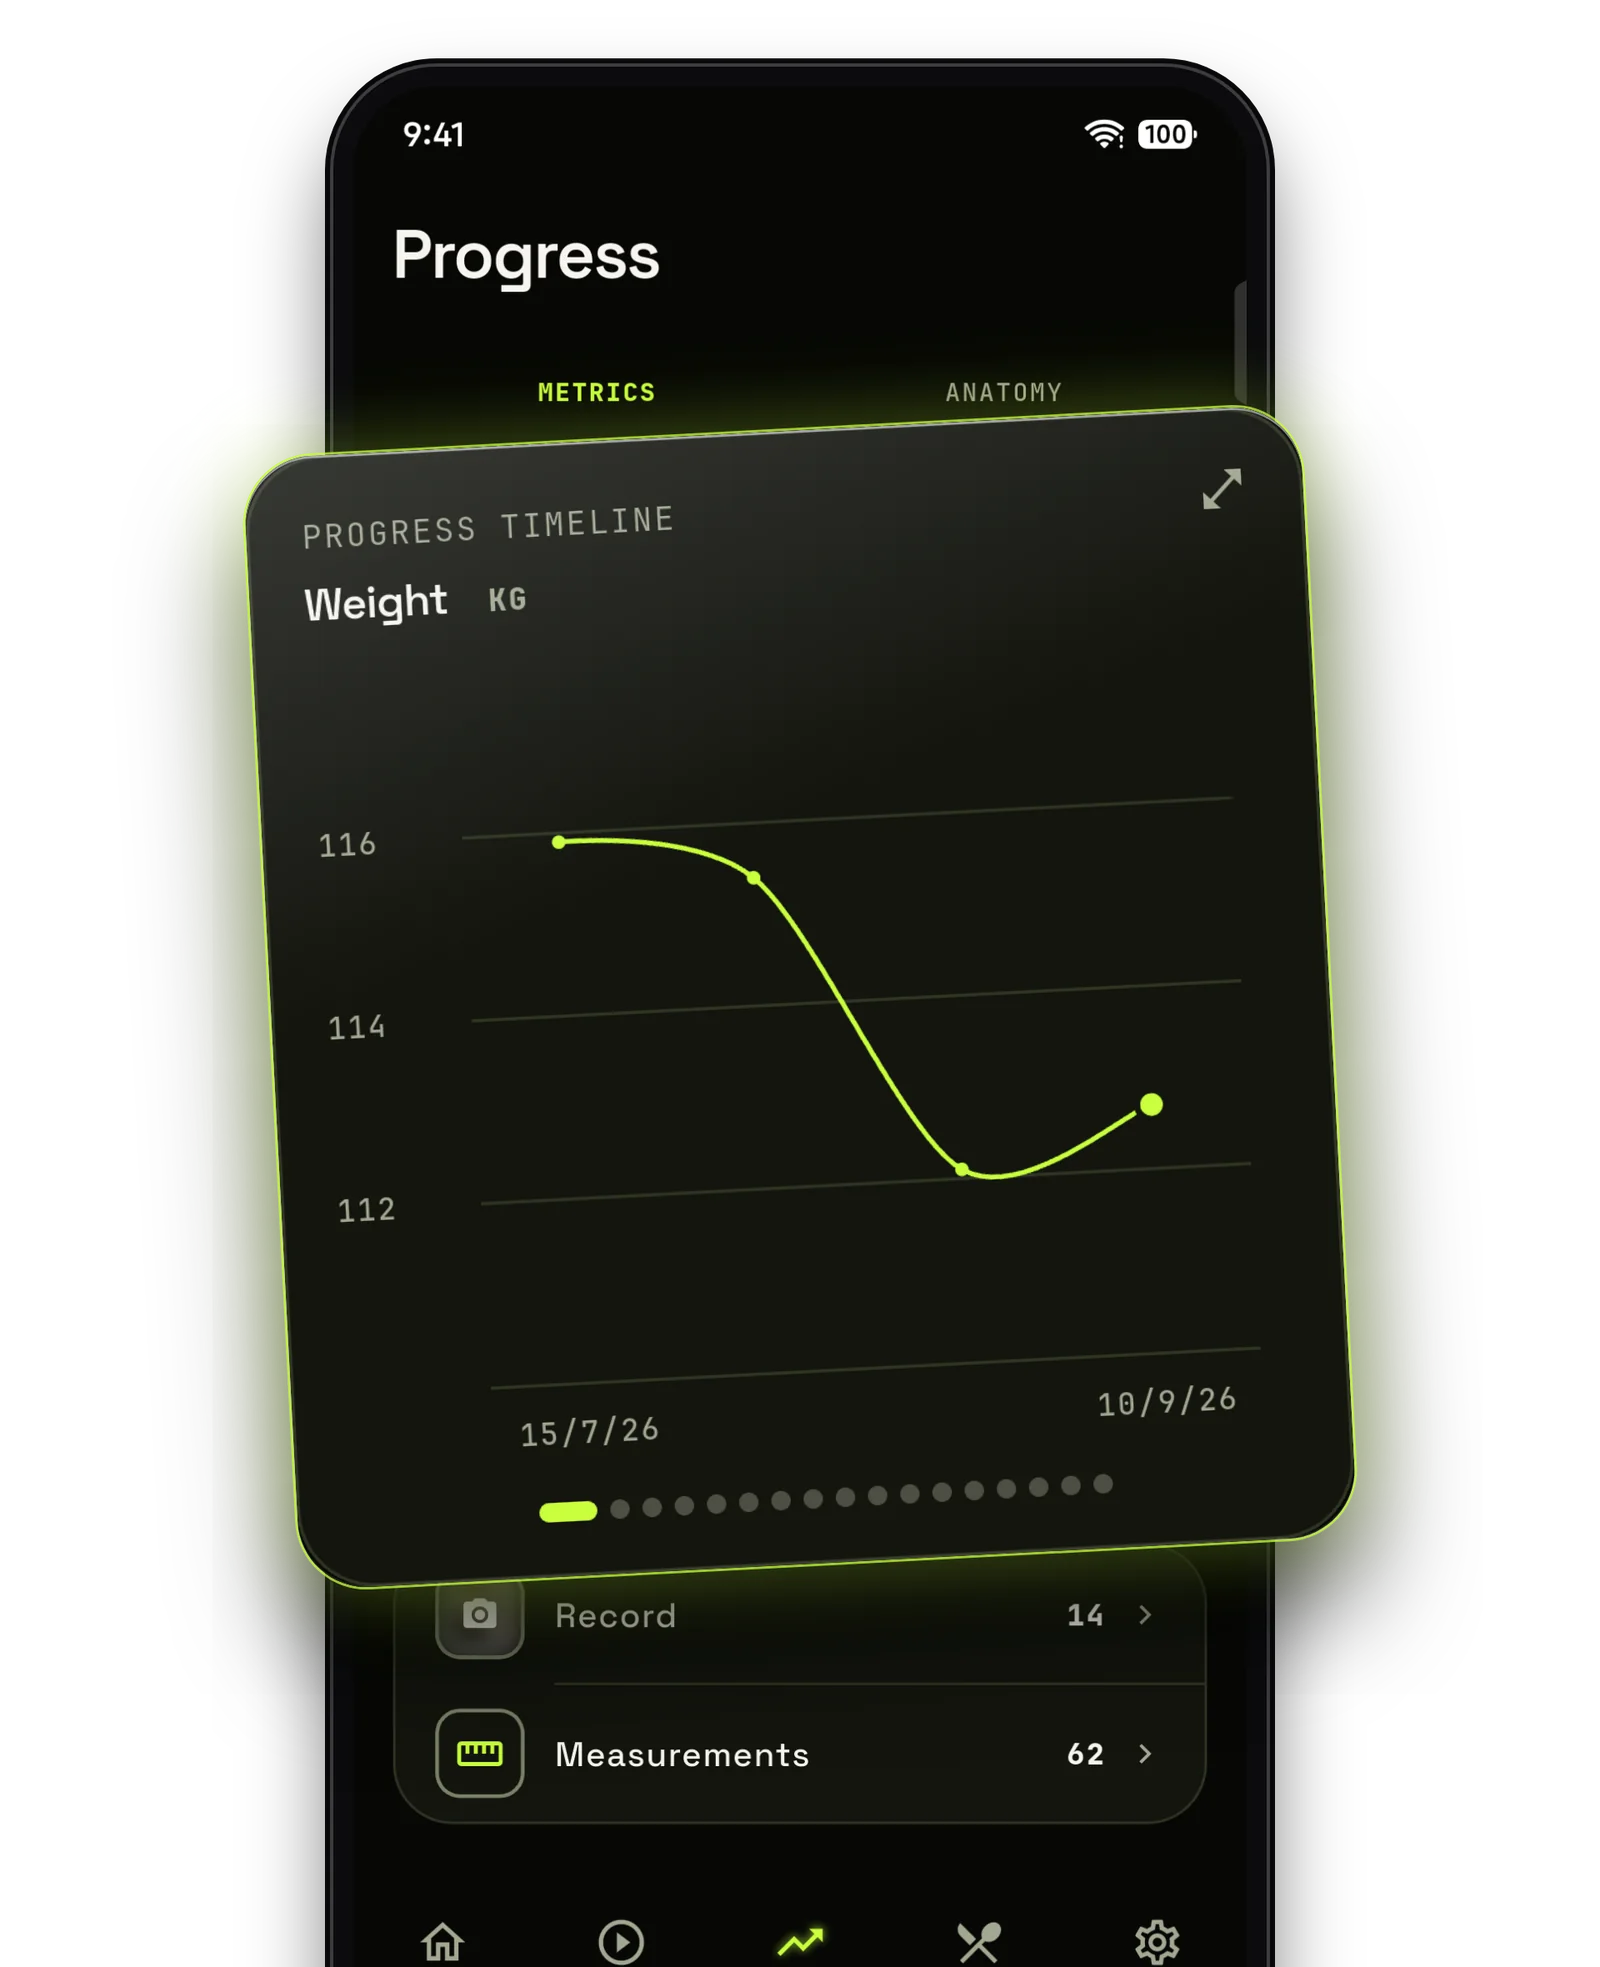 9:41 100
Progress
METRICS ANATOMY
PROGRESS TIMELINE
Weight KG
116
114
112
15/7/26 10/9/26
Record 14
Measurements 62